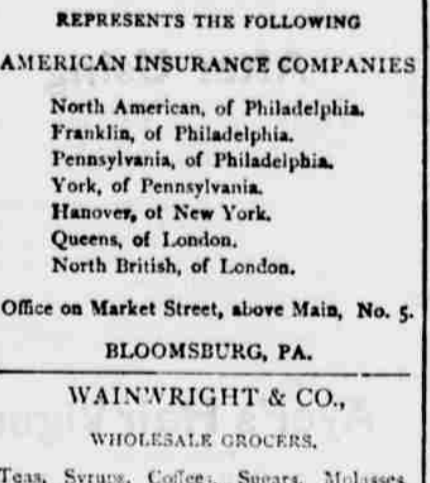 REPRESENTS THE FOLLOWING
AMERICAN INSURANCE COMPANIES
North American, of Philadelphia.
Franklin, of Philadelphia.
Pennsylvania, of Philadelphia.
York, of Pennsylvania.
Hanover, of New York.
Queens, of London.
North British, of London.
Office on Market Street, above Main, No. 5.
BLOOMSBURG, PA.
WAINWRIGHT & CO.,
WHOLESALE GROCERS.
Teas, Syrups, Coffee, Sugars, Molasses